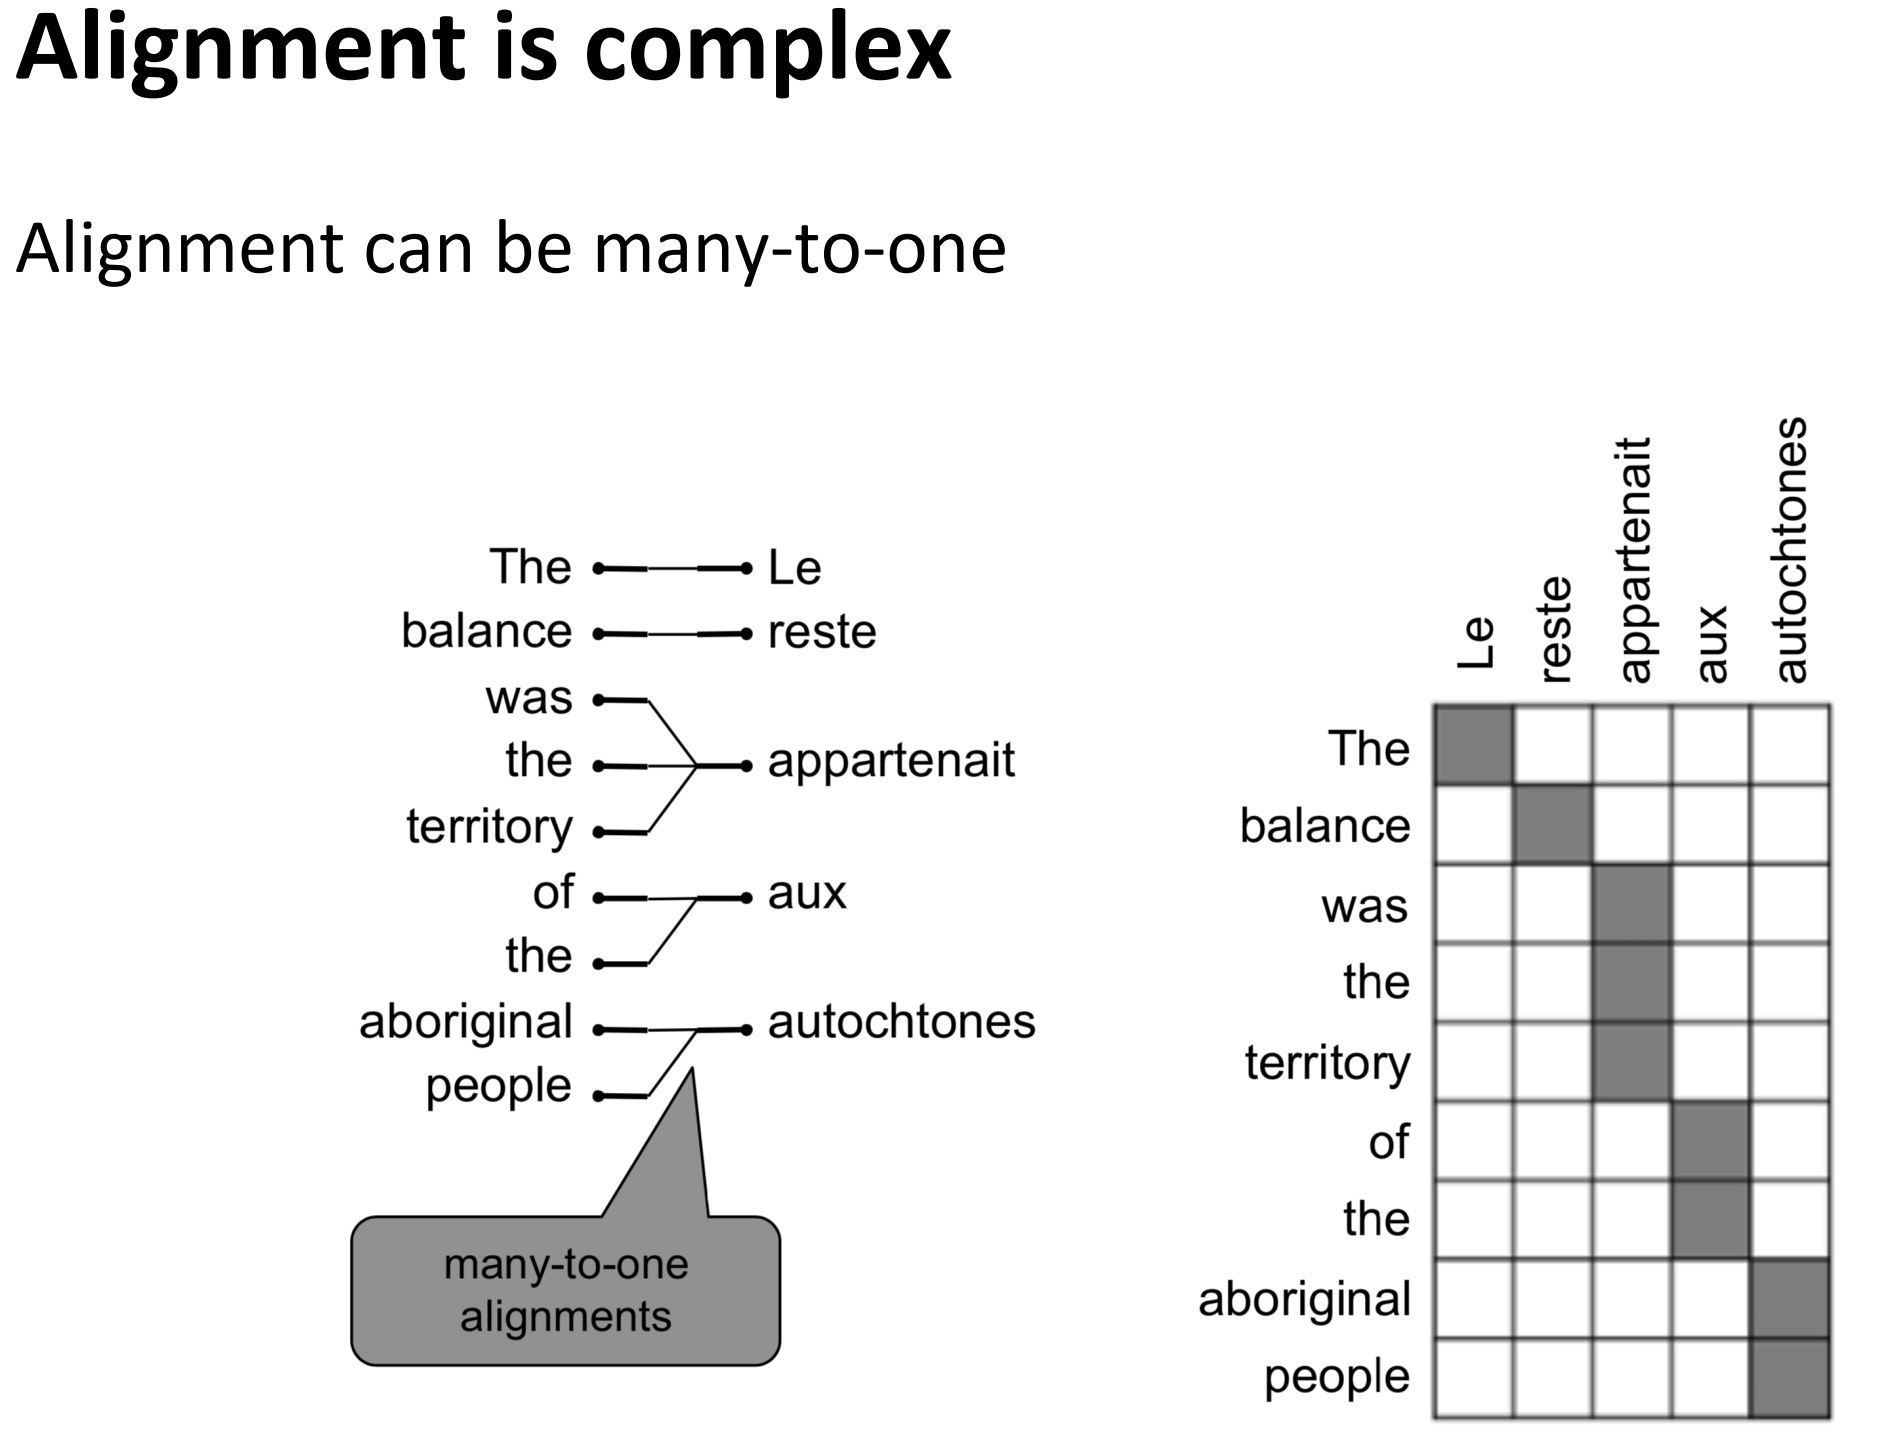 Alignment is complex
Alignment can be many-to-one
The Le
balance reste
was
the appartenait
territory
of aux
the
aboriginal autochtones
people
many-to-one
alignments
Le
reste
appartenait
aux
autochtones
The
balance
was
the
territory
of
the
aboriginal
people